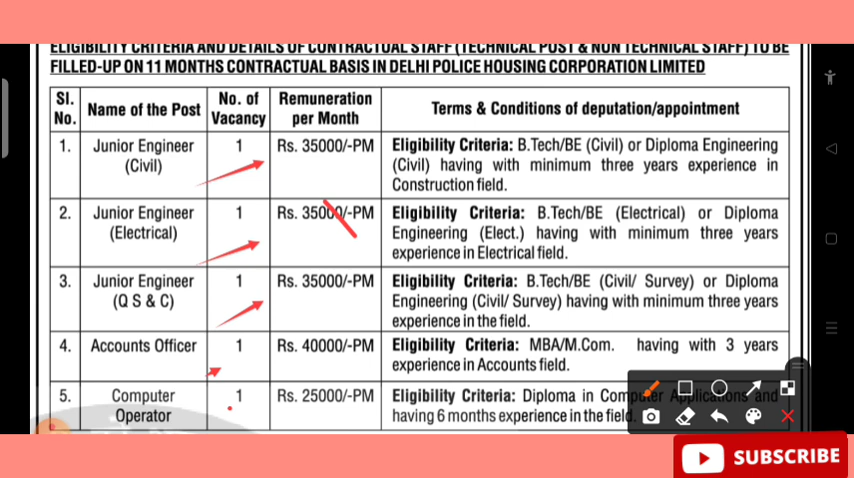 ELIGIBILITY CRITERIA AND DETAILS OF CONTRACTUAL STAFF (TECHNICAL POST & NON TECHNICAL STAFF) TO BE
FILLED-UP ON 11 MONTHS CONTRACTUAL BASIS IN DELHI POLICE HOUSING CORPORATION LIMITED
Sl. No. Name of the Post No. of Vacancy Remuneration per Month Terms & Conditions of deputation/appointment
1. Junior Engineer (Civil) 1 Rs. 35000/-PM Eligibility Criteria: B.Tech/BE (Civil) or Diploma Engineering
(Civil) having with minimum three years experience in
Construction field.
2. Junior Engineer (Electrical) 1 Rs. 35000/-PM Eligibility Criteria: B.Tech/BE (Electrical) or Diploma
Engineering (Elect.) having with minimum three years
experience in Electrical field.
3. Junior Engineer (Q S & C) 1 Rs. 35000/-PM Eligibility Criteria: B.Tech/BE (Civil/ Survey) or Diploma
Engineering (Civil/ Survey) having with minimum three years
experience in the field.
4. Accounts Officer 1 Rs. 40000/-PM Eligibility Criteria: MBA/M.Com. having with 3 years
experience in Accounts field.
5. Computer Operator 1 Rs. 25000/-PM Eligibility Criteria: Diploma in Computer Applications and
having 6 months experience in the field.
SUBSCRIBE